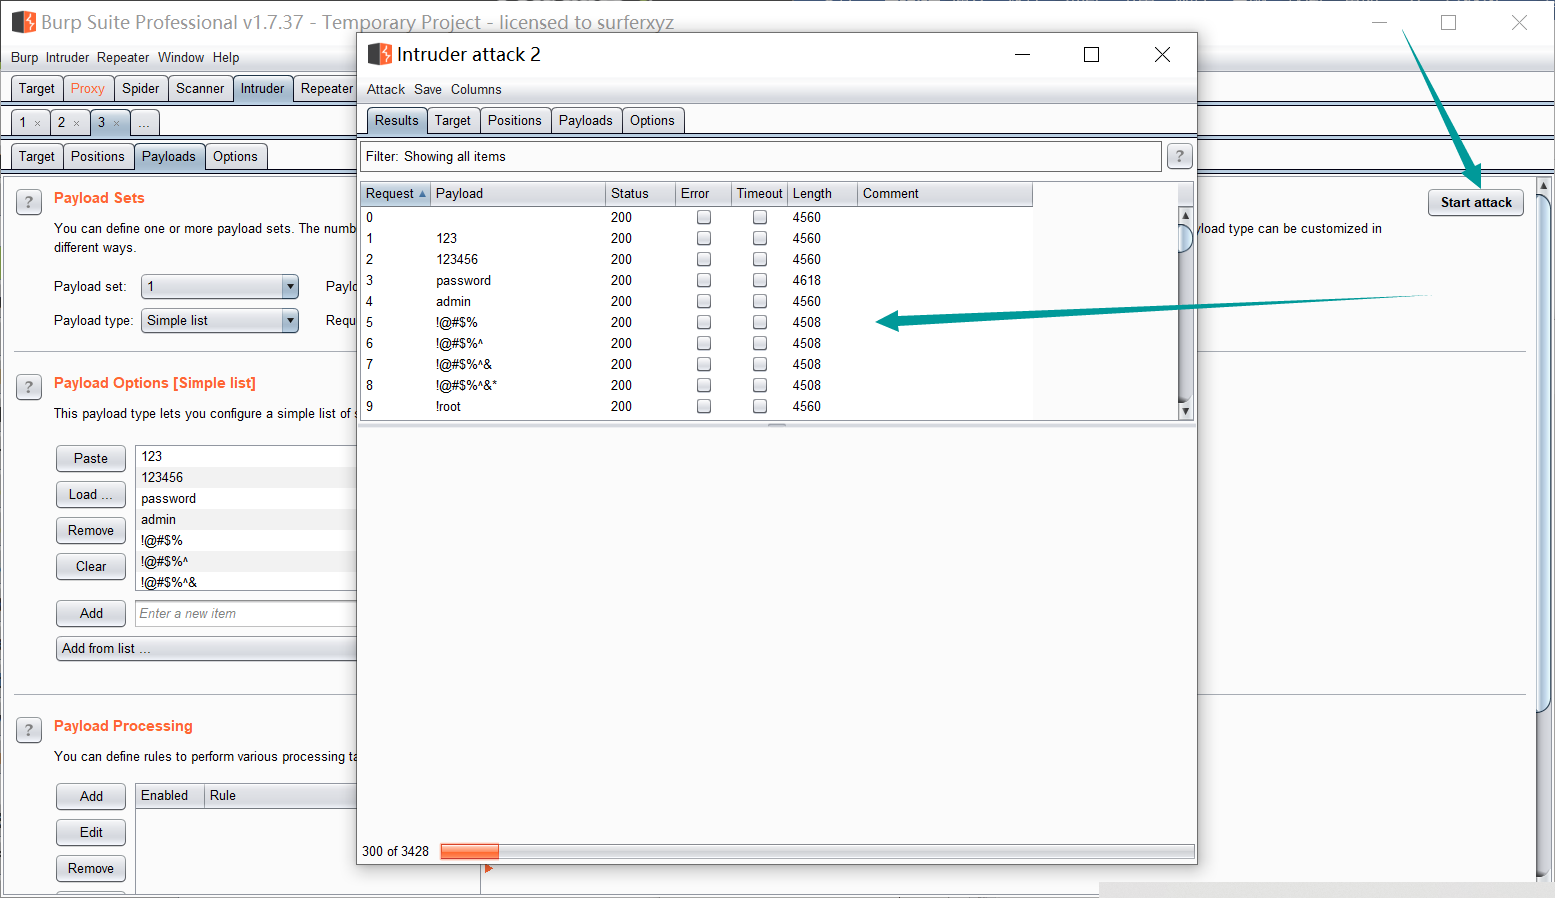 Burp Suite Professional v1.7.37 - Temporary Project - licensed to surferxyz
Burp Intruder Repeater Window Help
Target Proxy Spider Scanner Intruder Repeater
1 × 2 × 3 × ...
Target Positions Payloads Options
? Payload Sets
Start attack
You can define one or more payload sets. The numb
yload type can be customized in
different ways.
Payload set: 1 Paylo
Payload type: Simple list Requ
? Payload Options [Simple list]
This payload type lets you configure a simple list of s
Paste
Load ...
Remove
Clear
123
123456
password
admin
!@#$%
!@#$%^
!@#$%^&
Add Enter a new item
Add from list ...
? Payload Processing
You can define rules to perform various processing ta
Add
Edit
Remove
Enabled Rule
Intruder attack 2
Attack Save Columns
Results Target Positions Payloads Options
Filter: Showing all items ?
Request Payload Status Error Timeout Length Comment
0 200 4560
1 123 200 4560
2 123456 200 4560
3 password 200 4618
4 admin 200 4560
5 !@#$% 200 4508
6 !@#$%^ 200 4508
7 !@#$%^& 200 4508
8 !@#$%^&* 200 4508
9 !root 200 4560
300 of 3428